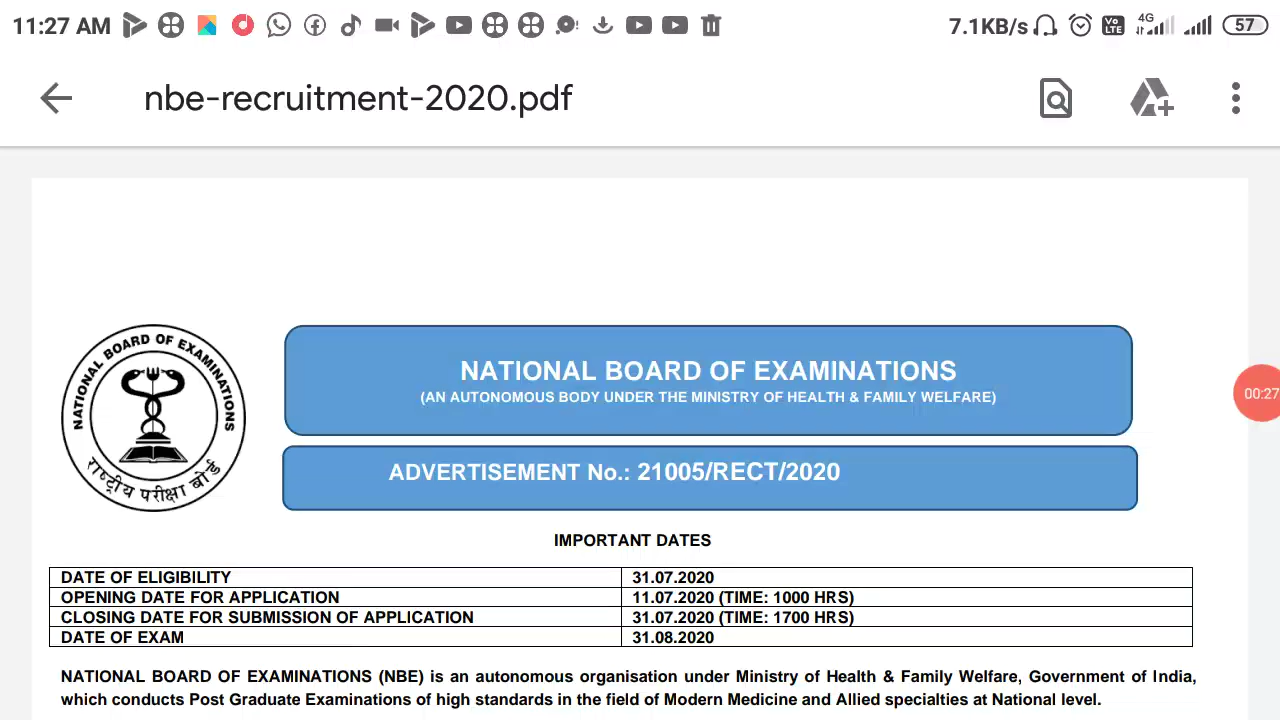 11:27 AM
7.1KB/s
Vo LTE
4G
57
nbe-recruitment-2020.pdf
NATIONAL BOARD OF EXAMINATIONS
राष्ट्रीय परीक्षा बोर्ड
NATIONAL BOARD OF EXAMINATIONS
(AN AUTONOMOUS BODY UNDER THE MINISTRY OF HEALTH & FAMILY WELFARE)
00:27
ADVERTISEMENT No.: 21005/RECT/2020
IMPORTANT DATES
DATE OF ELIGIBILITY 31.07.2020
OPENING DATE FOR APPLICATION 11.07.2020 (TIME: 1000 HRS)
CLOSING DATE FOR SUBMISSION OF APPLICATION 31.07.2020 (TIME: 1700 HRS)
DATE OF EXAM 31.08.2020
NATIONAL BOARD OF EXAMINATIONS (NBE) is an autonomous organisation under Ministry of Health & Family Welfare, Government of India,
which conducts Post Graduate Examinations of high standards in the field of Modern Medicine and Allied specialties at National level.